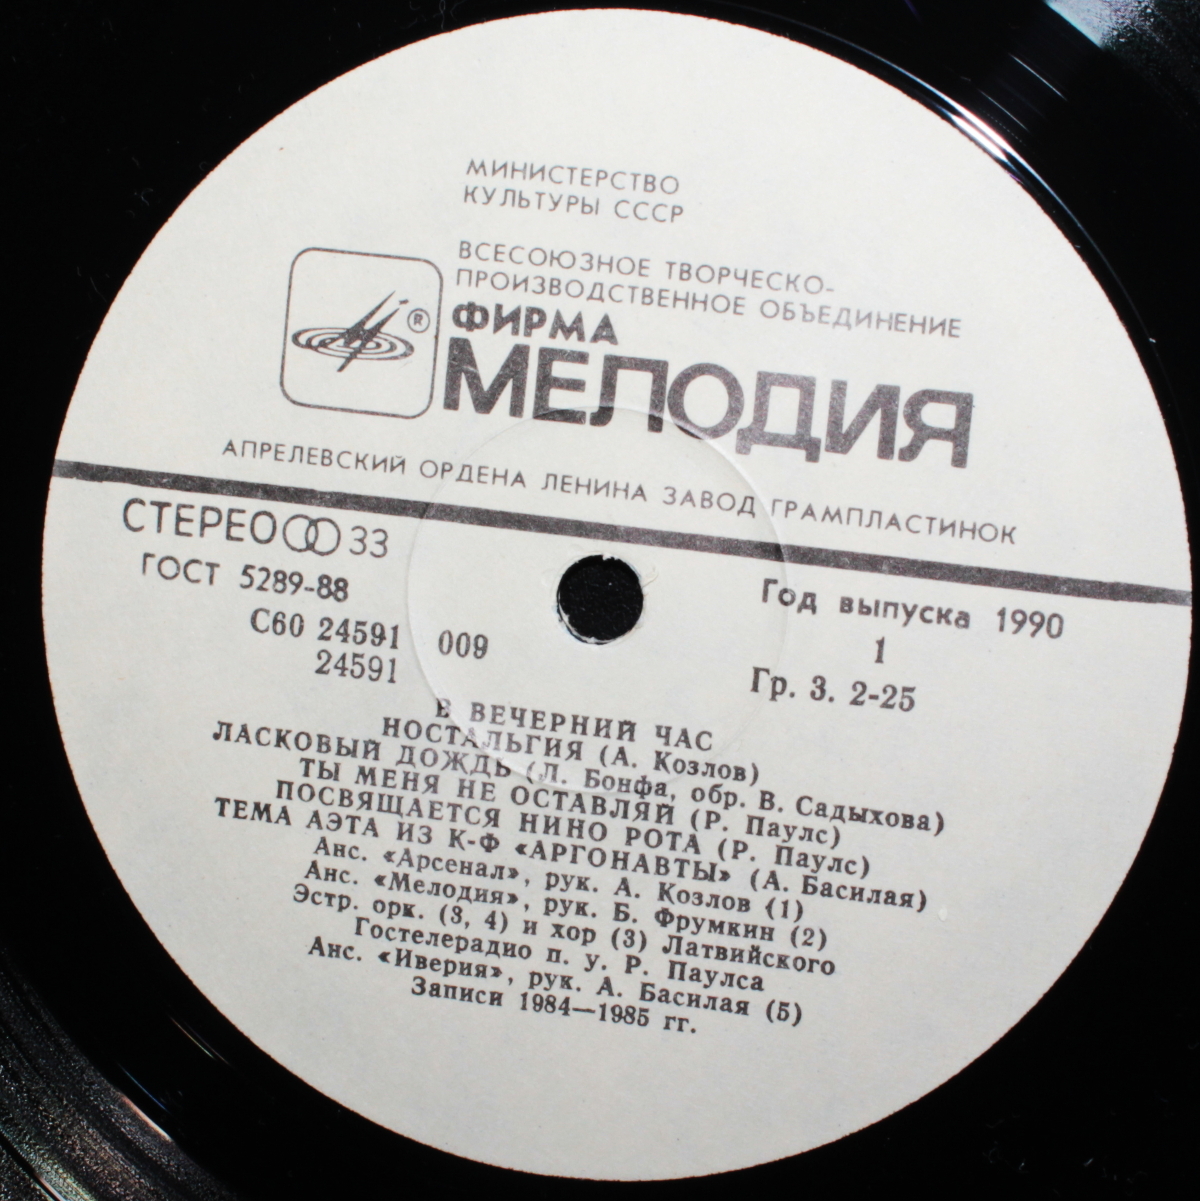 МИНИСТЕРСТВО
КУЛЬТУРЫ СССР
ВСЕСОЮЗНОЕ ТВОРЧЕСКО-
ПРОИЗВОДСТВЕННОЕ ОБЪЕДИНЕНИЕ
ФИРМА
МЕЛОДИЯ
®
АПРЕЛЕВСКИЙ ОРДЕНА ЛЕНИНА ЗАВОД ГРАМПЛАСТИНОК
СТЕРЕО 33
ГОСТ 5289-88
С60 24591 009
24591
Год выпуска 1990
1
Гр. 3. 2-25
В ВЕЧЕРНИЙ ЧАС
НОСТАЛЬГИЯ (А. Козлов)
ЛАСКОВЫЙ ДОЖДЬ (Л. Бонфа, обр. В. Садыхова)
ТЫ МЕНЯ НЕ ОСТАВЛЯЙ (Р. Паулс)
ПОСВЯЩАЕТСЯ НИНО РОТА (Р. Паулс)
ТЕМА АЭТА ИЗ К-Ф «АРГОНАВТЫ» (А. Басилая)
Анс. «Арсенал», рук. А. Козлов (1)
Анс. «Мелодия», рук. Б. Фрумкин (2)
Эстр. орк. (3, 4) и хор (3) Латвийского
Гостелерадио п. у. Р. Паулса
Анс. «Иверия», рук. А. Басилая (5)
Записи 1984—1985 гг.